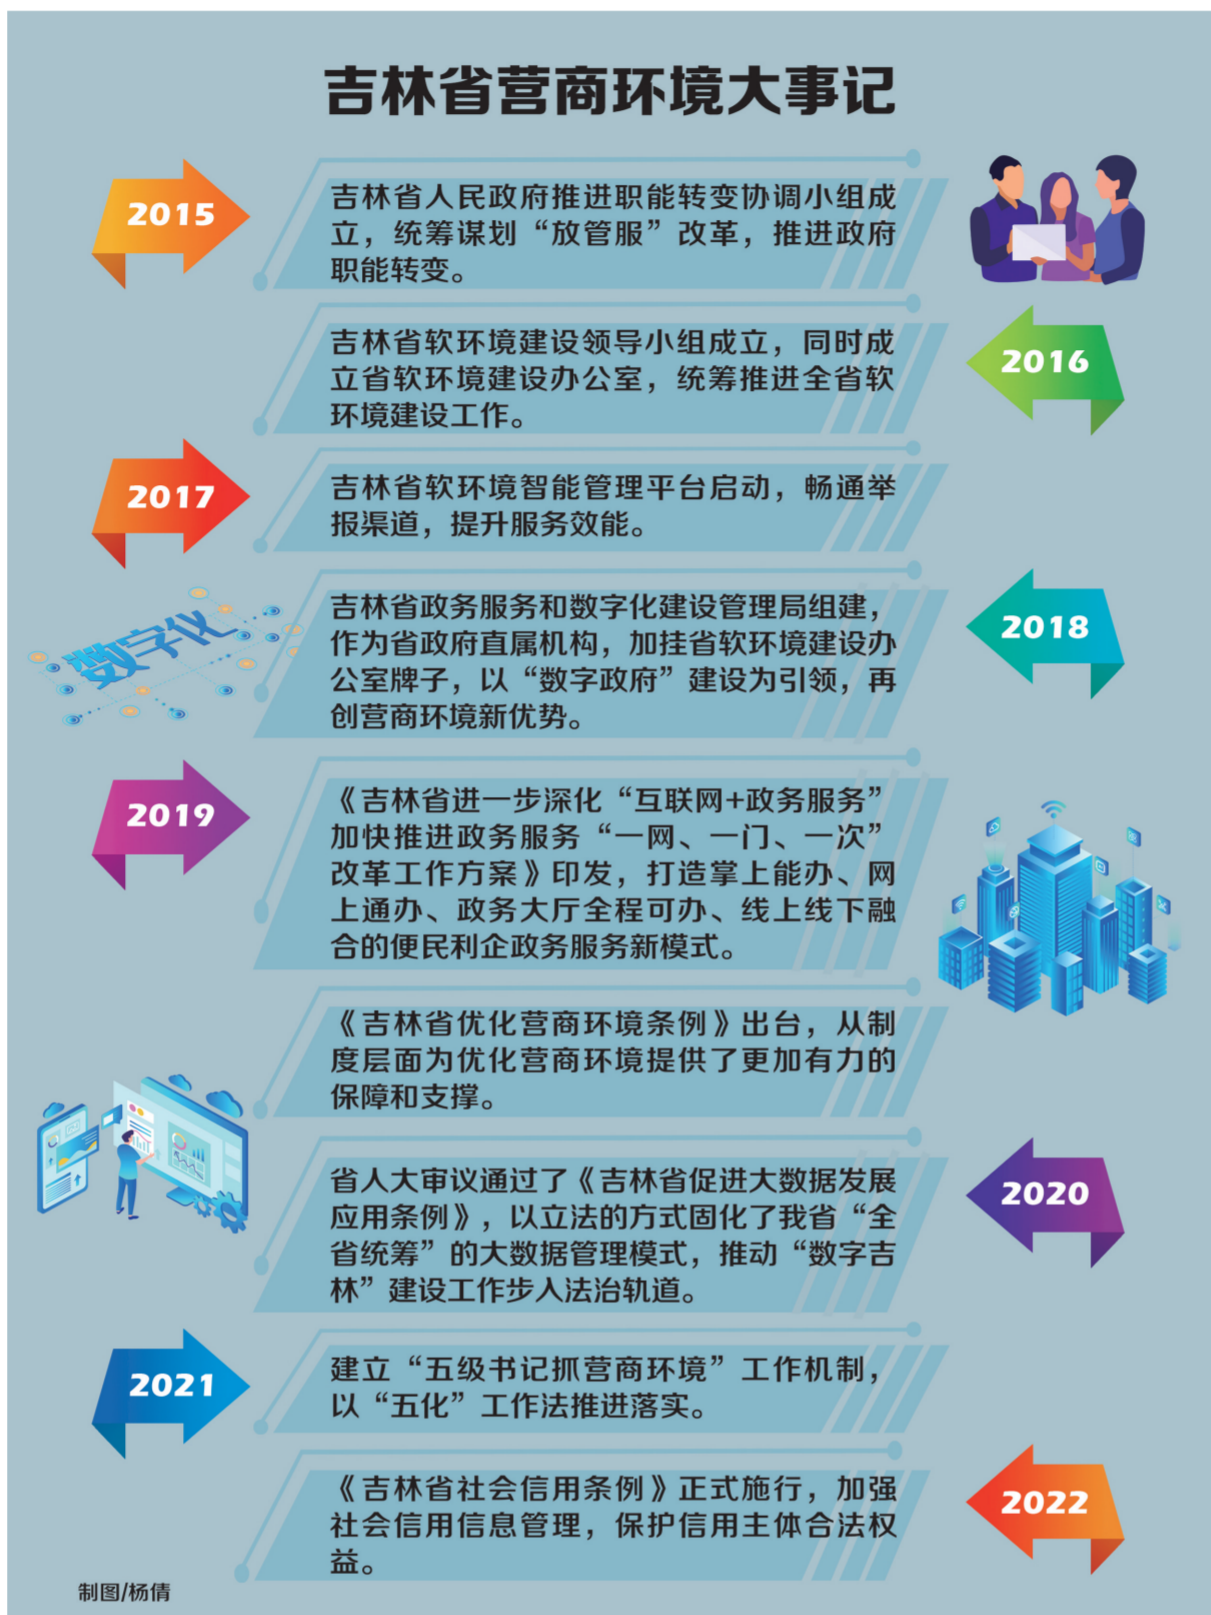 吉林省营商环境大事记
2015
吉林省人民政府推进职能转变协调小组成
立，统筹谋划“放管服”改革，推进政府
职能转变。
吉林省软环境建设领导小组成立，同时成
立省软环境建设办公室，统筹推进全省软
环境建设工作。
2016
2017
吉林省软环境智能管理平台启动，畅通举
报渠道，提升服务效能。
数字化
吉林省政务服务和数字化建设管理局组建，
作为省政府直属机构，加挂省软环境建设办
公室牌子，以“数字政府”建设为引领，再
创营商环境新优势。
2018
2019
《吉林省进一步深化“互联网+政务服务”
加快推进政务服务“一网、一门、一次”
改革工作方案》印发，打造掌上能办、网
上通办、政务大厅全程可办、线上线下融
合的便民利企政务服务新模式。
《吉林省优化营商环境条例》出台，从制
度层面为优化营商环境提供了更加有力的
保障和支撑。
省人大审议通过了《吉林省促进大数据发展
应用条例》，以立法的方式固化了我省“全
省统筹”的大数据管理模式，推动“数字吉
林”建设工作步入法治轨道。
2020
2021
建立“五级书记抓营商环境”工作机制，
以“五化”工作法推进落实。
《吉林省社会信用条例》正式施行，加强
社会信用信息管理，保护信用主体合法权
益。
2022
制图/杨倩